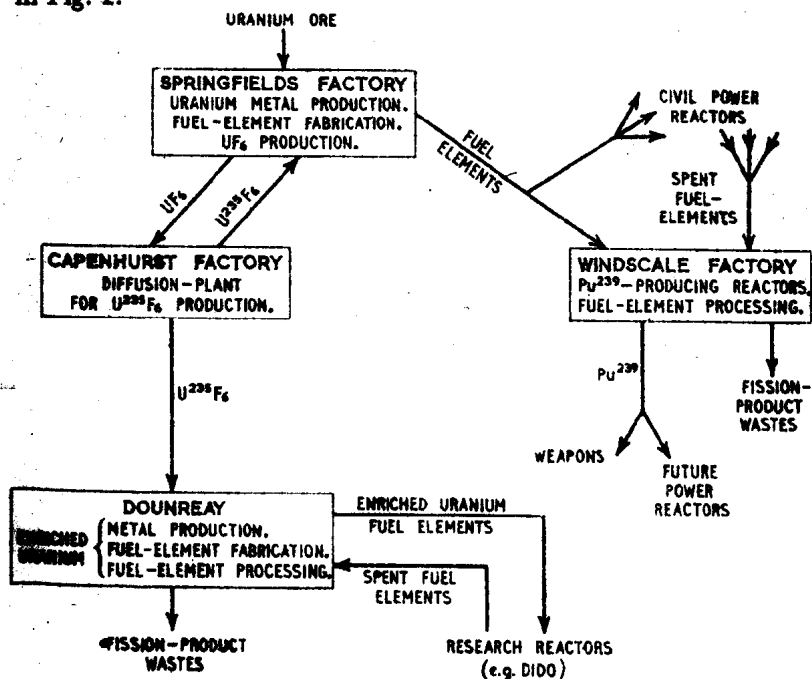 in Fig. 2.
URANIUM ORE
SPRINGFIELDS FACTORY
URANIUM METAL PRODUCTION.
FUEL-ELEMENT FABRICATION.
UF₆ PRODUCTION.
FUEL
ELEMENTS
CIVIL POWER
REACTORS
SPENT
FUEL-
ELEMENTS
UF₆
U²³⁵F₆
CAPENHURST FACTORY
DIFFUSION-PLANT
FOR U²³⁵F₆ PRODUCTION.
WINDSCALE FACTORY
Pu²³⁹-PRODUCING REACTORS.
FUEL-ELEMENT PROCESSING.
U²³⁵F₆
Pu²³⁹
FISSION-
PRODUCT
WASTES
WEAPONS
FUTURE
POWER
REACTORS
DOUNREAY
ENRICHED
URANIUM
METAL PRODUCTION.
FUEL-ELEMENT FABRICATION.
FUEL-ELEMENT PROCESSING.
ENRICHED URANIUM
FUEL ELEMENTS
SPENT FUEL
ELEMENTS
FISSION-PRODUCT
WASTES
RESEARCH REACTORS
(e.g. DIDO)